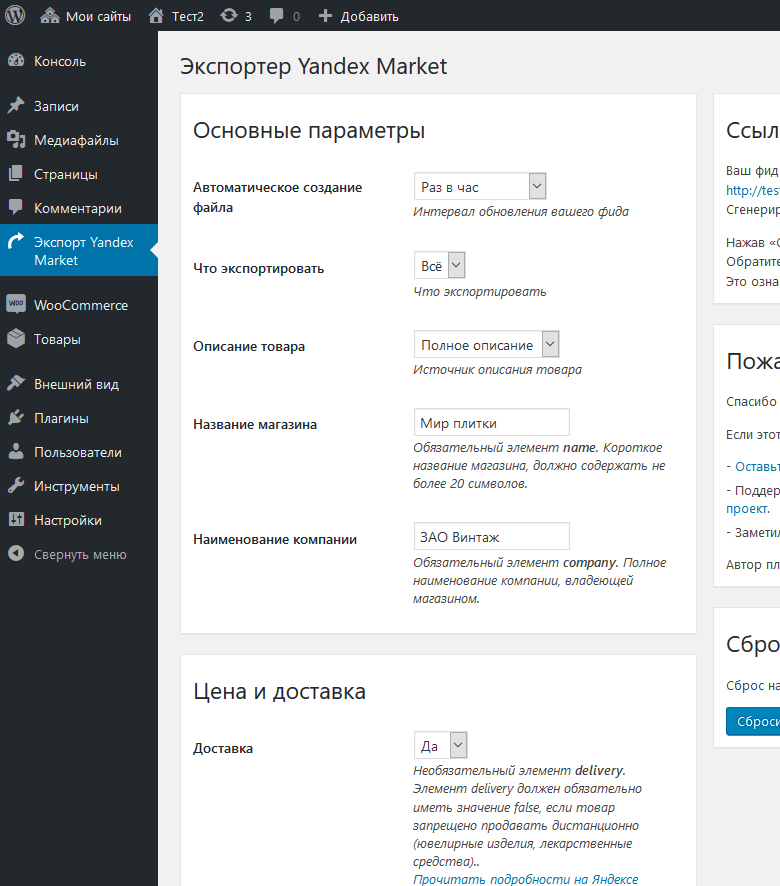 Мои сайты Тест2 3 0 Добавить
Консоль
Записи
Медиафайлы
Страницы
Комментарии
Экспорт Yandex
Market
WooCommerce
Товары
Внешний вид
Плагины
Пользователи
Инструменты
Настройки
Свернуть меню
Экспортер Yandex Market
Основные параметры
Автоматическое создание
файла
Раз в час
Интервал обновления вашего фида
Что экспортировать
Всё
Что экспортировать
Описание товара
Полное описание
Источник описания товара
Название магазина
Мир плитки
Обязательный элемент name. Короткое
название магазина, должно содержать не
более 20 символов.
Наименование компании
ЗАО Винтаж
Обязательный элемент company. Полное
наименование компании, владеющей
магазином.
Цена и доставка
Доставка
Да
Необязательный элемент delivery.
Элемент delivery должен обязательно
иметь значение false, если товар
запрещено продавать дистанционно
(ювелирные изделия, лекарственные
средства)..
Прочитать подробности на Яндексе
Ссыл
Ваш фид
http://tes
Сгенерир
Нажав «С
Обратите
Это озна
Пожа
Спасибо
Если этот
- Оставьт
- Поддер
проект.
- Заметил
Автор пл
Сбро
Сброс на
Сброси